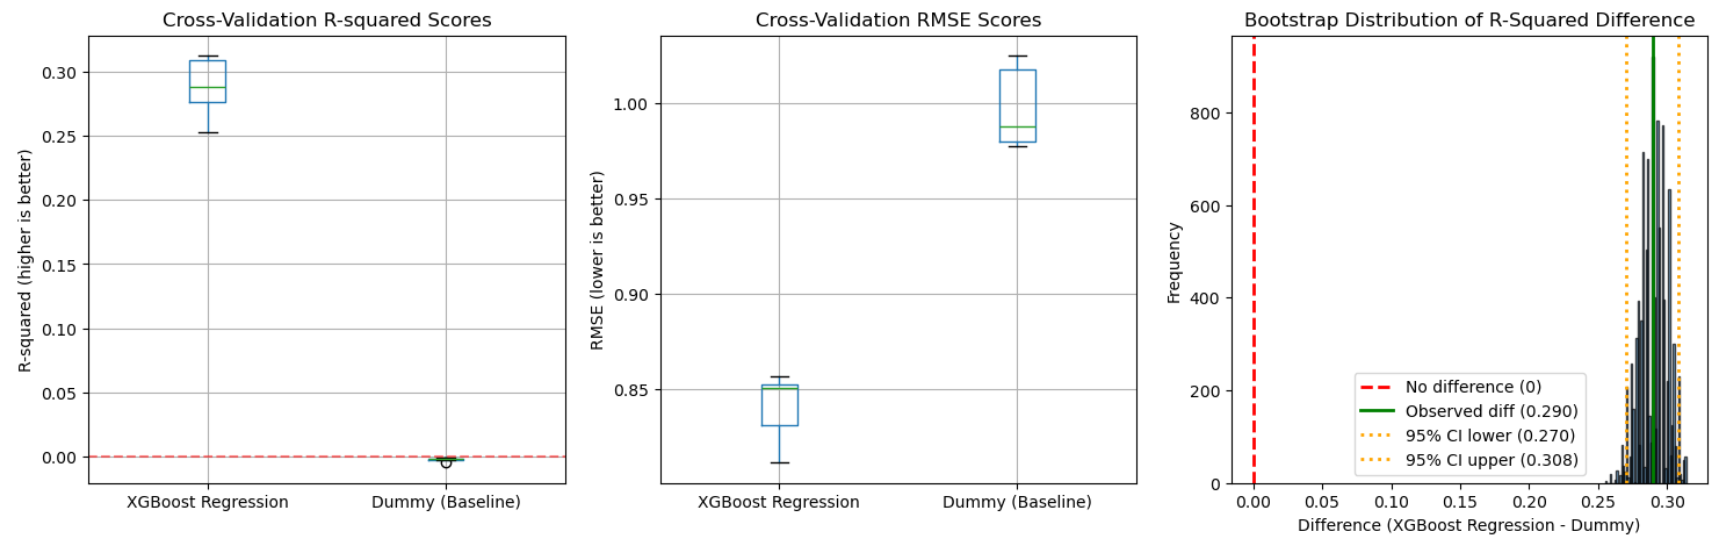 Cross-Validation R-squared Scores
R-squared (higher is better)
0.30
0.25
0.20
0.15
0.10
0.05
0.00
XGBoost Regression
Dummy (Baseline)
Cross-Validation RMSE Scores
RMSE (lower is better)
1.00
0.95
0.90
0.85
XGBoost Regression
Dummy (Baseline)
Bootstrap Distribution of R-Squared Difference
Frequency
800
600
400
200
0
No difference (0)
Observed diff (0.290)
95% CI lower (0.270)
95% CI upper (0.308)
0.00
0.05
0.10
0.15
0.20
0.25
0.30
Difference (XGBoost Regression - Dummy)